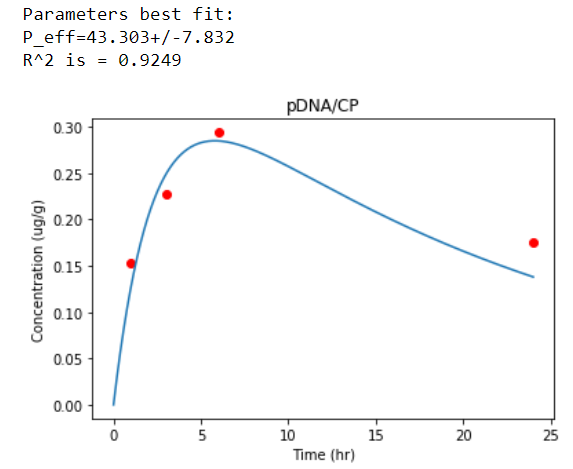 Parameters best fit:
P_eff=43.303+/-7.832
R^2 is = 0.9249
pDNA/CP
Concentration (ug/g)
0.30
0.25
0.20
0.15
0.10
0.05
0.00
0 5 10 15 20 25
Time (hr)